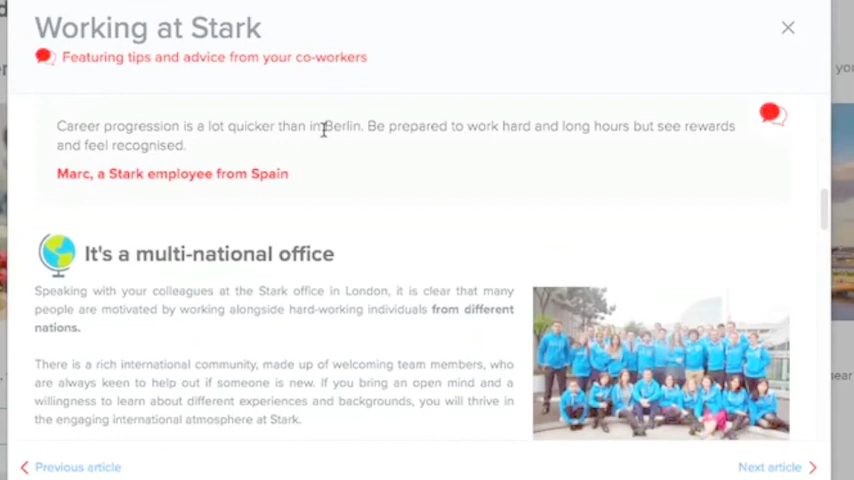 Working at Stark
Featuring tips and advice from your co-workers
Career progression is a lot quicker than in Berlin. Be prepared to work hard and long hours but see rewards
and feel recognised.
Marc, a Stark employee from Spain
It's a multi-national office
Speaking with your colleagues at the Stark office in London, it is clear that many
people are motivated by working alongside hard-working individuals from different
nations.
There is a rich international community, made up of welcoming team members, who
are always keen to help out if someone is new. If you bring an open mind and a
willingness to learn about different experiences and backgrounds, you will thrive in
the engaging international atmosphere at Stark.
Previous article
Next article